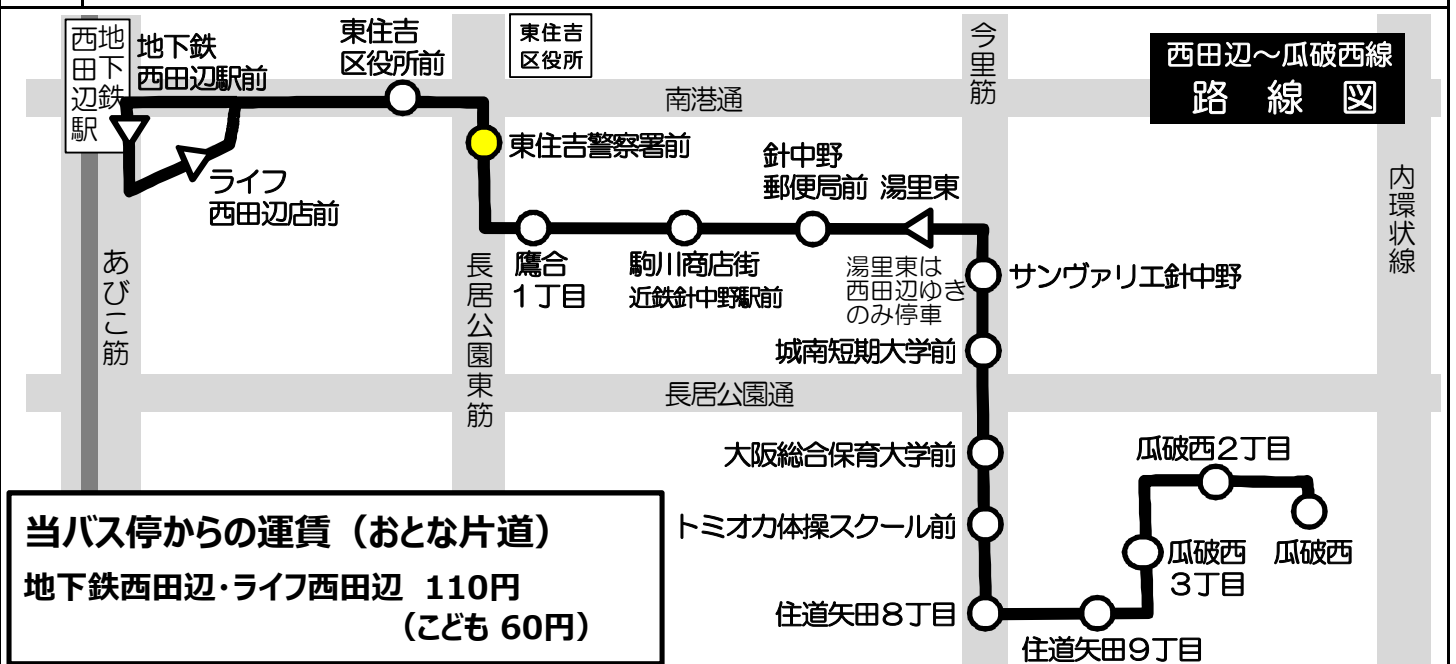 地下鉄
西田辺駅
地下鉄
西田辺駅前
東住吉
区役所前
東住吉
区役所
今里筋
西田辺～瓜破西線
路線図
南港通
東住吉警察署前
ライフ
西田辺店前
針中野
郵便局前
湯里東
内環状線
あびこ筋
長居公園東筋
鷹合
1丁目
駒川商店街
近鉄針中野駅前
湯里東は
西田辺ゆき
のみ停車
サンヴァリエ針中野
城南短期大学前
長居公園通
大阪総合保育大学前
瓜破西2丁目
トミオカ体操スクール前
瓜破西
3丁目
瓜破西
住道矢田8丁目
住道矢田9丁目
当バス停からの運賃（おとな片道）
地下鉄西田辺･ライフ西田辺 110円
（こども 60円）